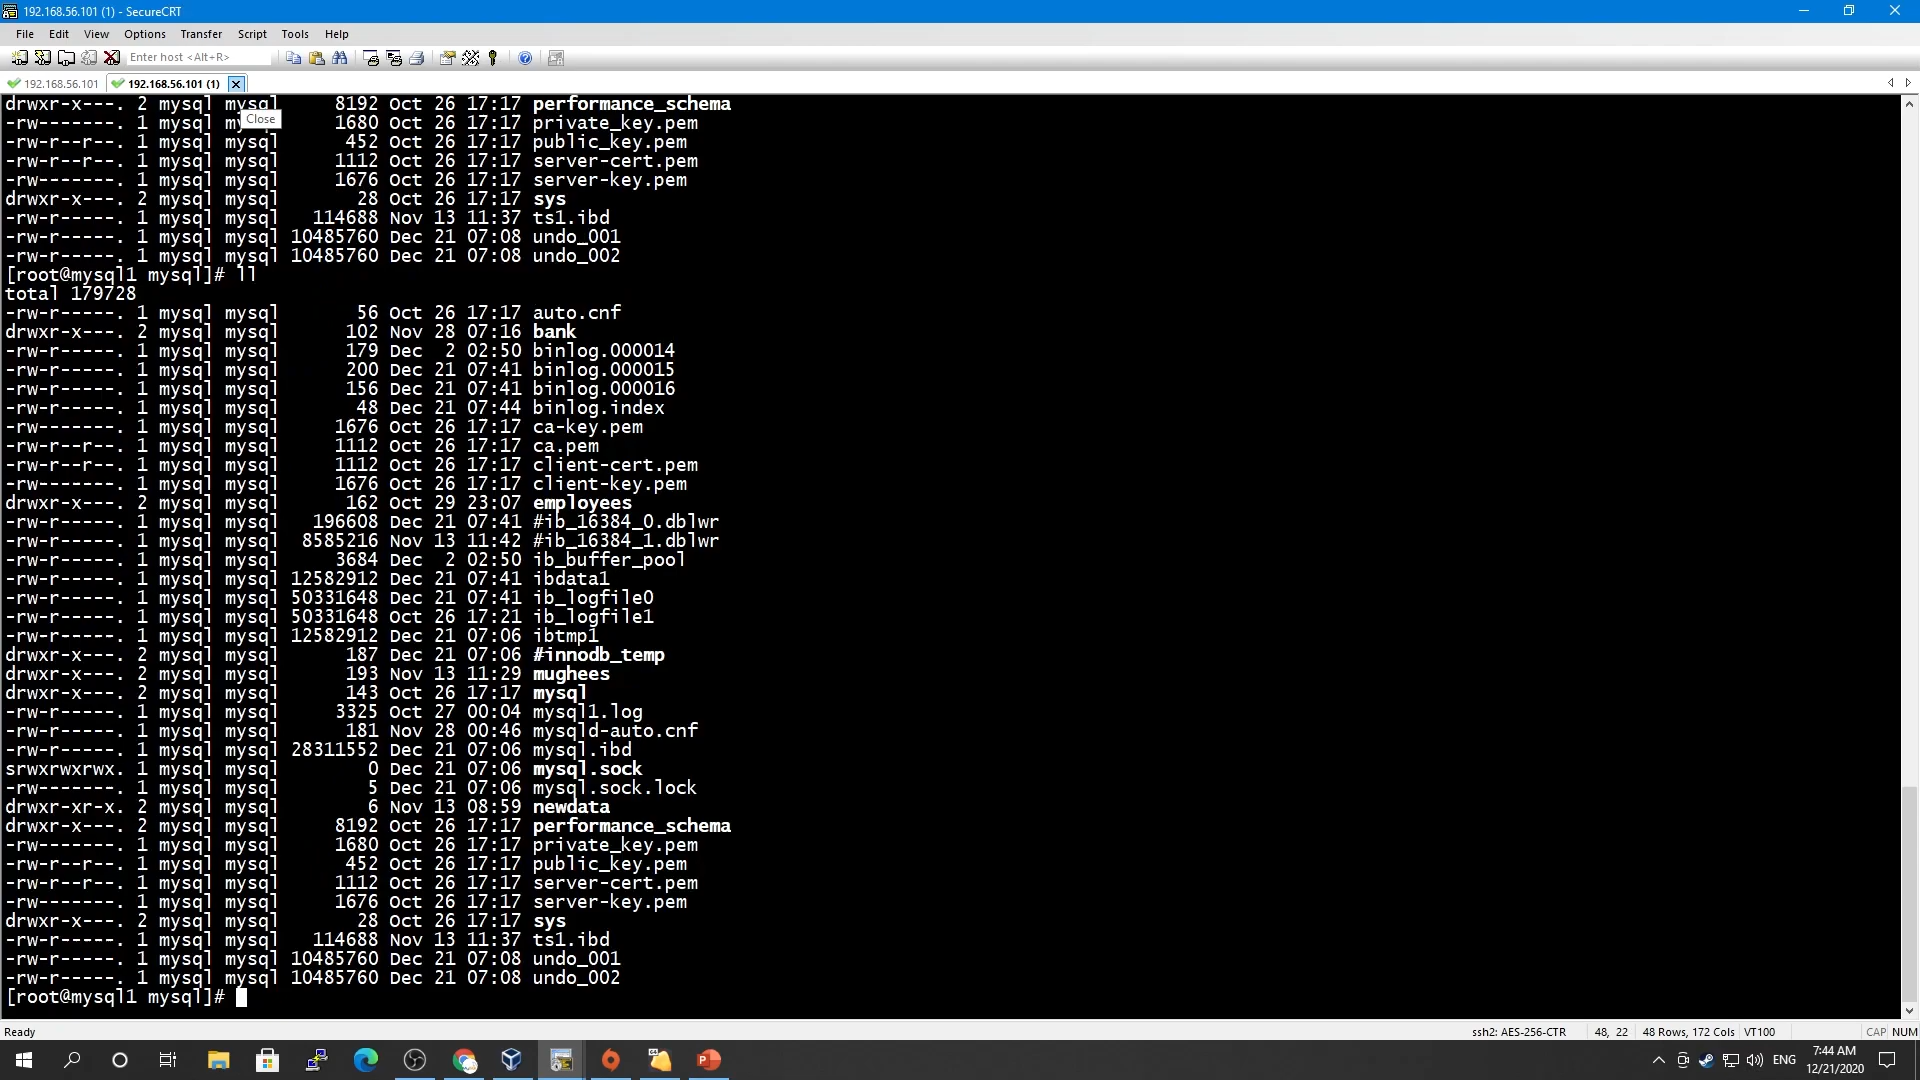 192.168.56.101 (1) - SecureCRT
File Edit View Options Transfer Script Tools Help
Enter host <Alt+R>
192.168.56.101 192.168.56.101 (1)
drwxr-x---. 2 mysql mysql 8192 Oct 26 17:17 performance_schema
Close
-rw-------. 1 mysql my 1680 Oct 26 17:17 private_key.pem
-rw-r--r--. 1 mysql mysql 452 Oct 26 17:17 public_key.pem
-rw-r--r--. 1 mysql mysql 1112 Oct 26 17:17 server-cert.pem
-rw-------. 1 mysql mysql 1676 Oct 26 17:17 server-key.pem
drwxr-x---. 2 mysql mysql 28 Oct 26 17:17 sys
-rw-r-----. 1 mysql mysql 114688 Nov 13 11:37 ts1.ibd
-rw-r-----. 1 mysql mysql 10485760 Dec 21 07:08 undo_001
-rw-r-----. 1 mysql mysql 10485760 Dec 21 07:08 undo_002
[root@mysql1 mysql]# ll
total 179728
-rw-r-----. 1 mysql mysql 56 Oct 26 17:17 auto.cnf
drwxr-x---. 2 mysql mysql 102 Nov 28 07:16 bank
-rw-r-----. 1 mysql mysql 179 Dec 2 02:50 binlog.000014
-rw-r-----. 1 mysql mysql 200 Dec 21 07:41 binlog.000015
-rw-r-----. 1 mysql mysql 156 Dec 21 07:41 binlog.000016
-rw-r-----. 1 mysql mysql 48 Dec 21 07:44 binlog.index
-rw-------. 1 mysql mysql 1676 Oct 26 17:17 ca-key.pem
-rw-r--r--. 1 mysql mysql 1112 Oct 26 17:17 ca.pem
-rw-r--r--. 1 mysql mysql 1112 Oct 26 17:17 client-cert.pem
-rw-------. 1 mysql mysql 1676 Oct 26 17:17 client-key.pem
drwxr-x---. 2 mysql mysql 162 Oct 29 23:07 employees
-rw-r-----. 1 mysql mysql 196608 Dec 21 07:41 #ib_16384_0.dblwr
-rw-r-----. 1 mysql mysql 8585216 Nov 13 11:42 #ib_16384_1.dblwr
-rw-r-----. 1 mysql mysql 3684 Dec 2 02:50 ib_buffer_pool
-rw-r-----. 1 mysql mysql 12582912 Dec 21 07:41 ibdata1
-rw-r-----. 1 mysql mysql 50331648 Dec 21 07:41 ib_logfile0
-rw-r-----. 1 mysql mysql 50331648 Oct 26 17:21 ib_logfile1
-rw-r-----. 1 mysql mysql 12582912 Dec 21 07:06 ibtmp1
drwxr-x---. 2 mysql mysql 187 Dec 21 07:06 #innodb_temp
drwxr-x---. 2 mysql mysql 193 Nov 13 11:29 mughees
drwxr-x---. 2 mysql mysql 143 Oct 26 17:17 mysql
-rw-r-----. 1 mysql mysql 3325 Oct 27 00:04 mysql1.log
-rw-r-----. 1 mysql mysql 181 Nov 28 00:46 mysqld-auto.cnf
-rw-r-----. 1 mysql mysql 28311552 Dec 21 07:06 mysql.ibd
srwxrwxrwx. 1 mysql mysql 0 Dec 21 07:06 mysql.sock
-rw-------. 1 mysql mysql 5 Dec 21 07:06 mysql.sock.lock
drwxr-xr-x. 2 mysql mysql 6 Nov 13 08:59 newdata
drwxr-x---. 2 mysql mysql 8192 Oct 26 17:17 performance_schema
-rw-------. 1 mysql mysql 1680 Oct 26 17:17 private_key.pem
-rw-r--r--. 1 mysql mysql 452 Oct 26 17:17 public_key.pem
-rw-r--r--. 1 mysql mysql 1112 Oct 26 17:17 server-cert.pem
-rw-------. 1 mysql mysql 1676 Oct 26 17:17 server-key.pem
drwxr-x---. 2 mysql mysql 28 Oct 26 17:17 sys
-rw-r-----. 1 mysql mysql 114688 Nov 13 11:37 ts1.ibd
-rw-r-----. 1 mysql mysql 10485760 Dec 21 07:08 undo_001
-rw-r-----. 1 mysql mysql 10485760 Dec 21 07:08 undo_002
[root@mysql1 mysql]#
Ready ssh2: AES-256-CTR 48, 22 48 Rows, 172 Cols VT100 CAP NUM
ENG 7:44 AM
12/21/2020